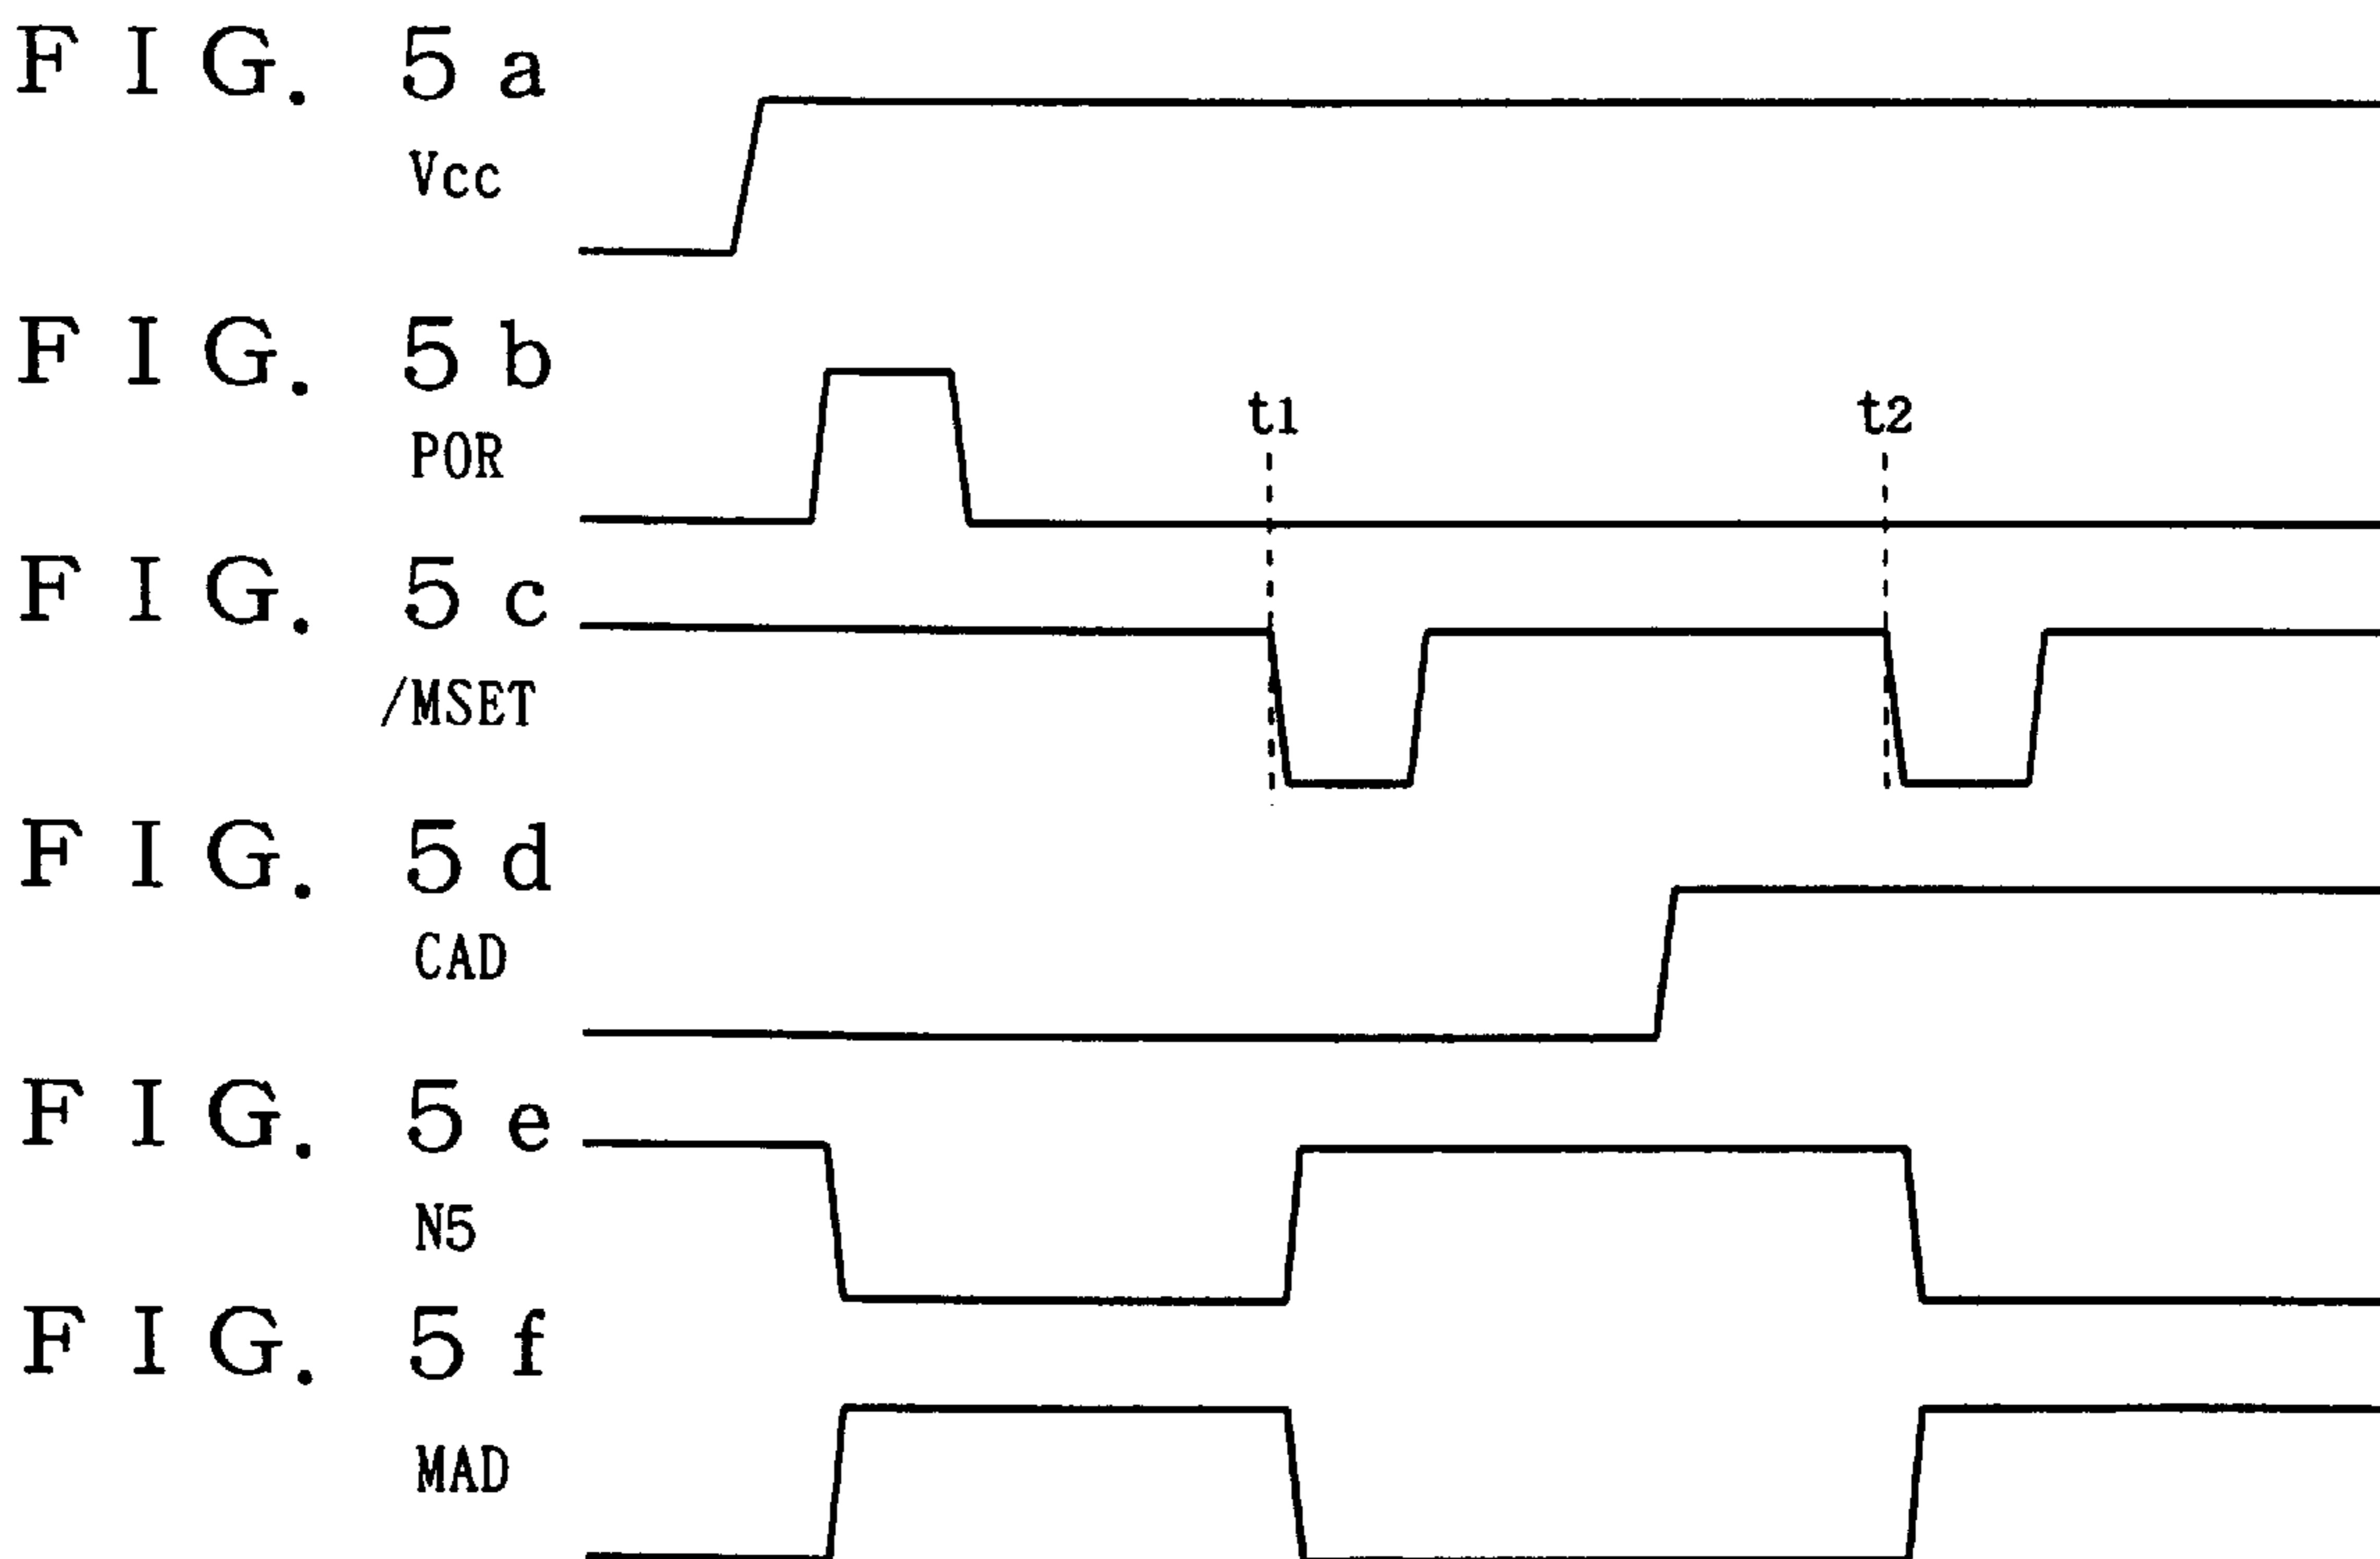 FIG. 5a
Vcc
FIG. 5b
POR
t1
t2
FIG. 5c
/MSET
FIG. 5d
CAD
FIG. 5e
N5
FIG. 5f
MAD